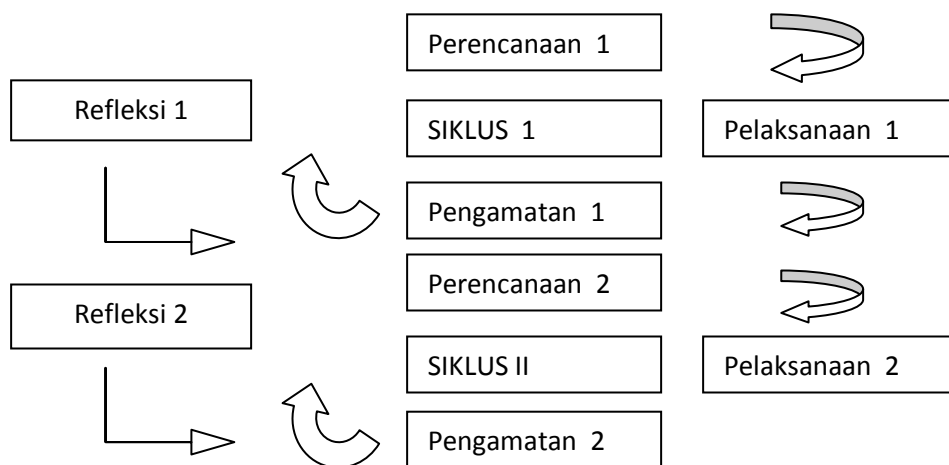 Perencanaan 1
Refleksi 1
SIKLUS 1
Pelaksanaan 1
Pengamatan 1
Perencanaan 2
Refleksi 2
SIKLUS II
Pelaksanaan 2
Pengamatan 2